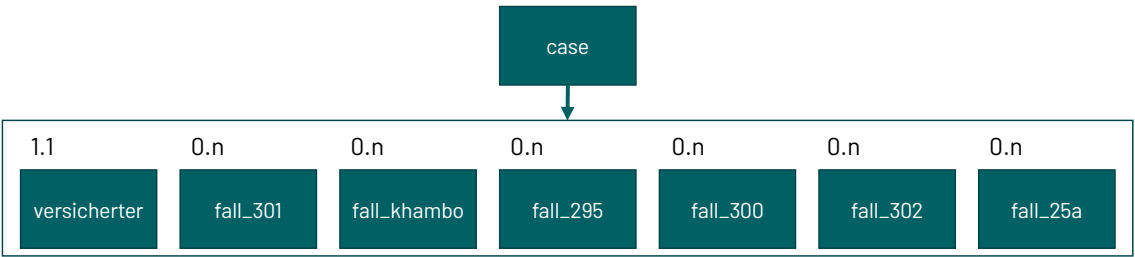 case
1.1
0.n
0.n
0.n
0.n
0.n
0.n
versicherter
fall_301
fall_khambo
fall_295
fall_300
fall_302
fall_25a